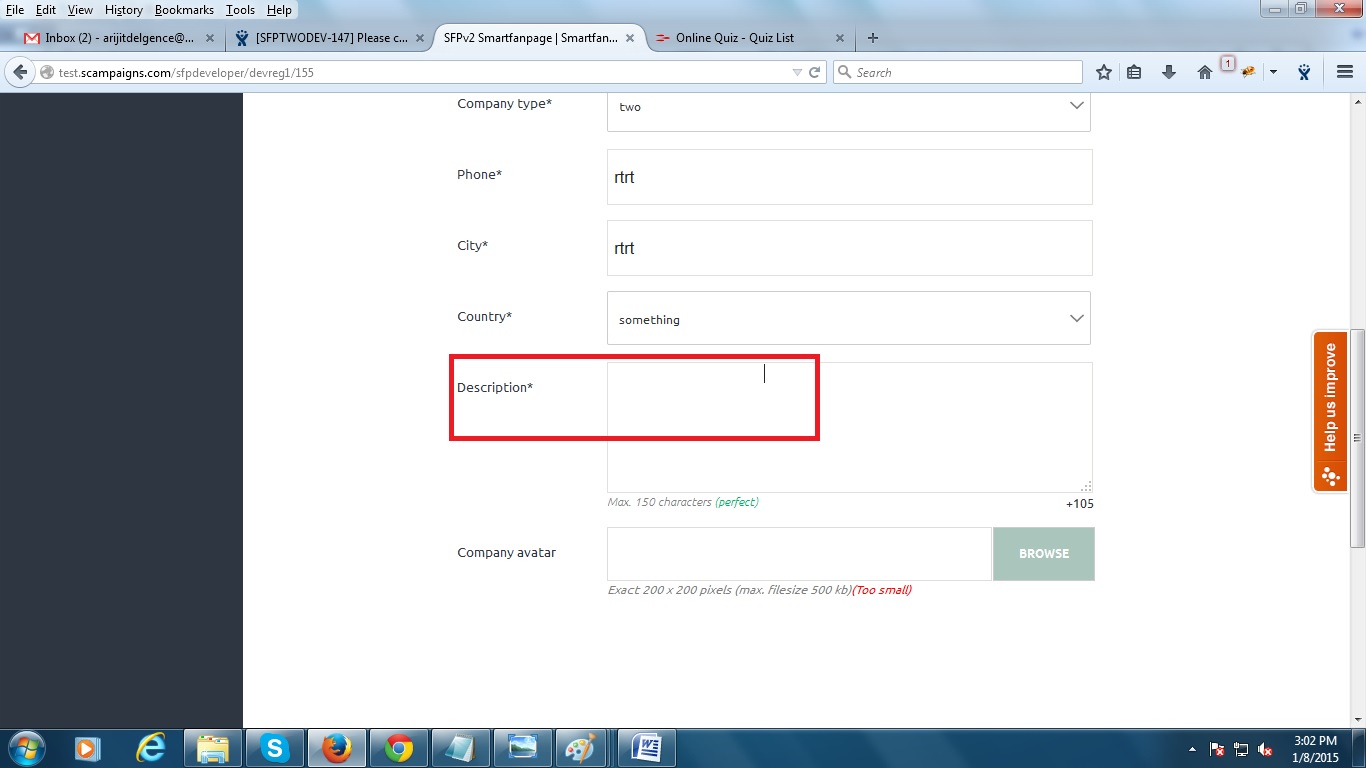 File Edit View History Bookmarks Tools Help
Inbox (2) - arijitdelgence@...
[SFPTWODEV-147] Please c...
SFPv2 Smartfanpage | Smartfan...
Online Quiz - Quiz List
test.scampaigns.com/sfpdeveloper/devreg1/155
Search
1
Company type*
two
Phone*
rtrt
City*
rtrt
Country*
something
Description*
Max. 150 characters (perfect)
+105
Company avatar
BROWSE
Exact 200 x 200 pixels (max. filesize 500 kb)(Too small)
Help us improve
3:02 PM
1/8/2015